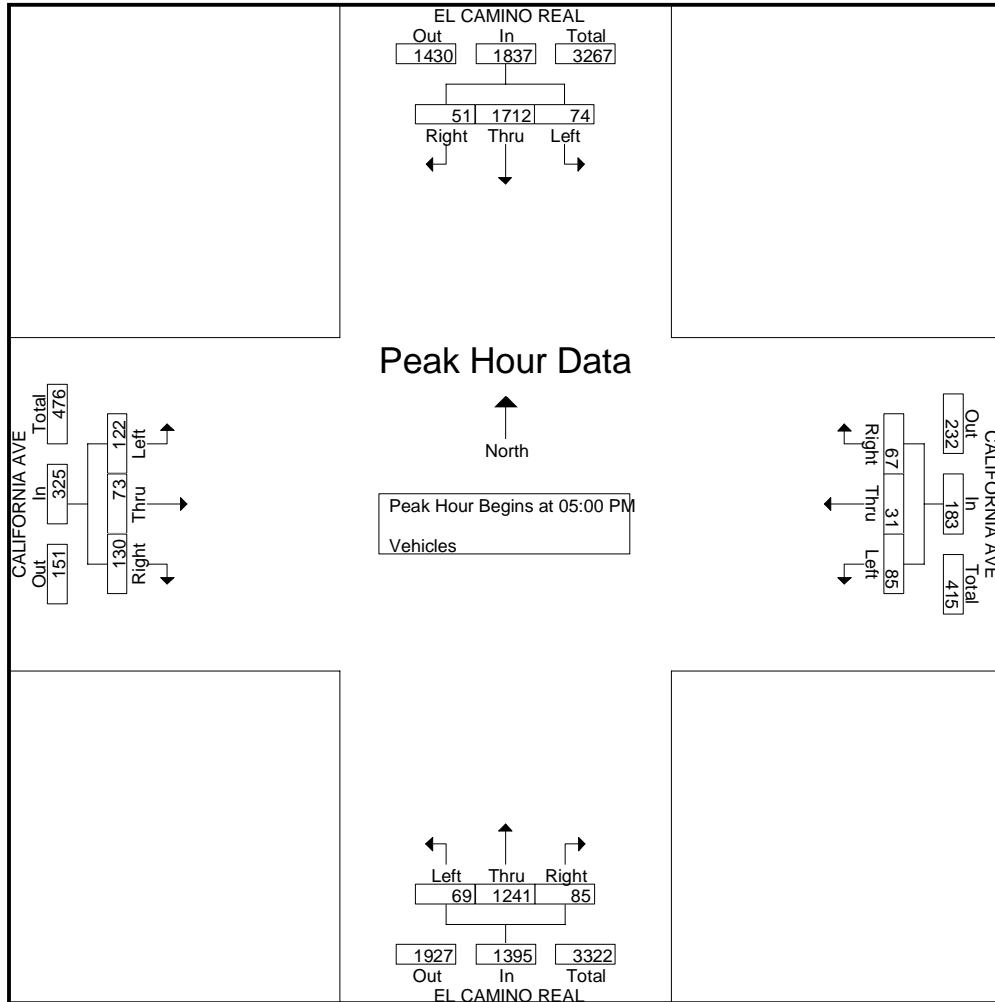 EL CAMINO REAL
Out In Total
1430 1837 3267
51 1712 74
Right Thru Left
Peak Hour Data
North
Peak Hour Begins at 05:00 PM
Vehicles
CALIFORNIA AVE
Out In Total
151 325 476
130 73 122
Right Thru Left
CALIFORNIA AVE
Out In Total
232 183 415
67 31 85
Right Thru Left
Left Thru Right
69 1241 85
1927 1395 3322
Out In Total
EL CAMINO REAL